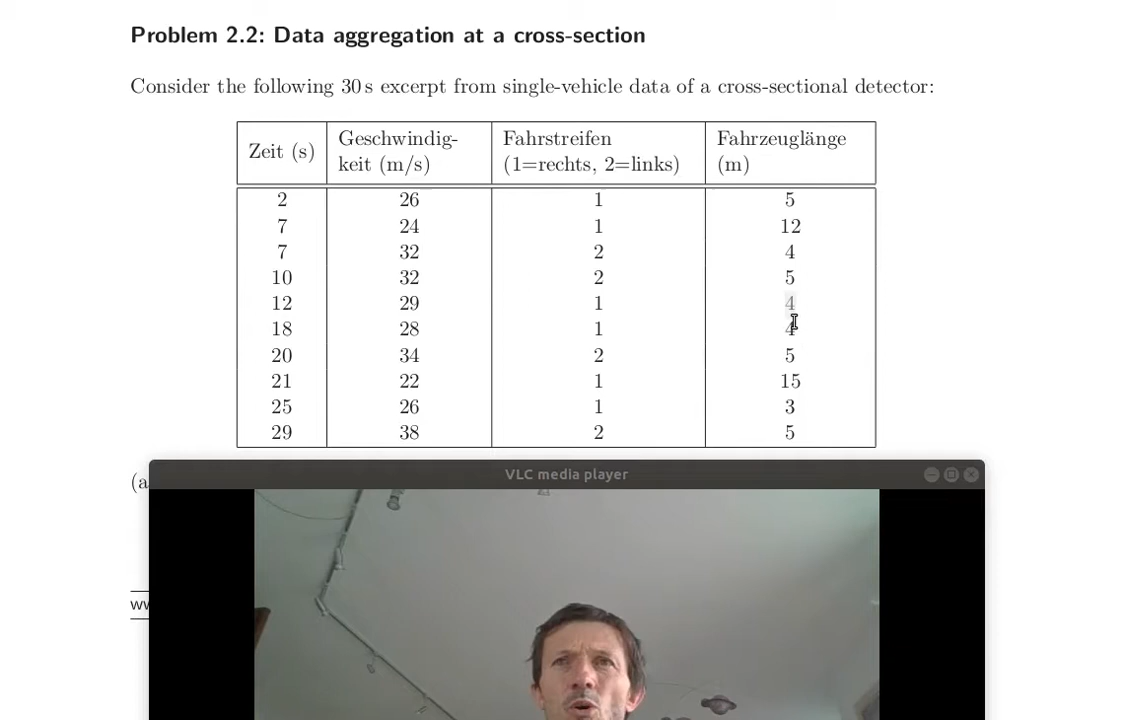 Problem 2.2: Data aggregation at a cross-section
Consider the following 30 s excerpt from single-vehicle data of a cross-sectional detector:
Zeit (s) Geschwindig-keit (m/s) Fahrstreifen (1=rechts, 2=links) Fahrzeuglänge (m)
2 26 1 5
7 24 1 12
7 32 2 4
10 32 2 5
12 29 1 4
18 28 1 4
20 34 2 5
21 22 1 15
25 26 1 3
29 38 2 5
(a
VLC media player